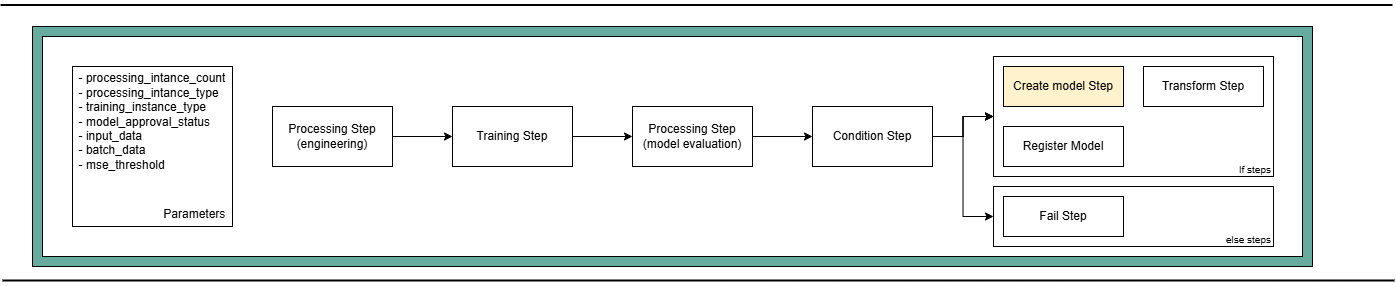 - processing_intance_count
- processing_intance_type
- training_instance_type
- model_approval_status
- input_data
- batch_data
- mse_threshold
Parameters
Processing Step
(engineering)
Training Step
Processing Step
(model evaluation)
Condition Step
Create model Step
Transform Step
Register Model
If steps
Fail Step
else steps